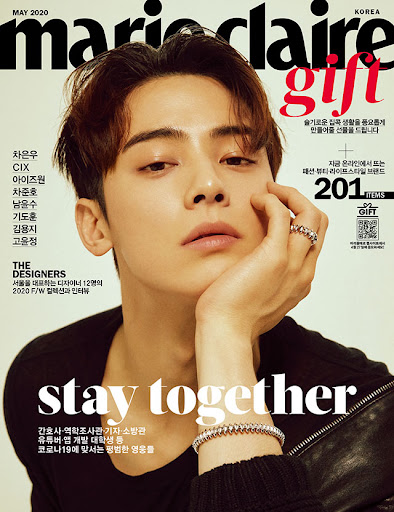 MAY 2020
KOREA
marie claire
gift
슬기로운 집콕 생활을 풍요롭게
만들어줄 선물을 드립니다
+
지금 온라인에서 뜨는
패션·뷰티·라이프스타일 브랜드
201 ITEMS
GIFT
차은우
CIX
아이즈원
차준호
남윤수
기도훈
김용지
고윤정
THE
DESIGNERS
서울을 대표하는 디자이너 12명의
2020 F/W 컬렉션과 인터뷰
stay together
간호사·역학조사관·기자·소방관
유튜버·앱 개발 대학생 등
코로나19에 맞서는 평범한 영웅들